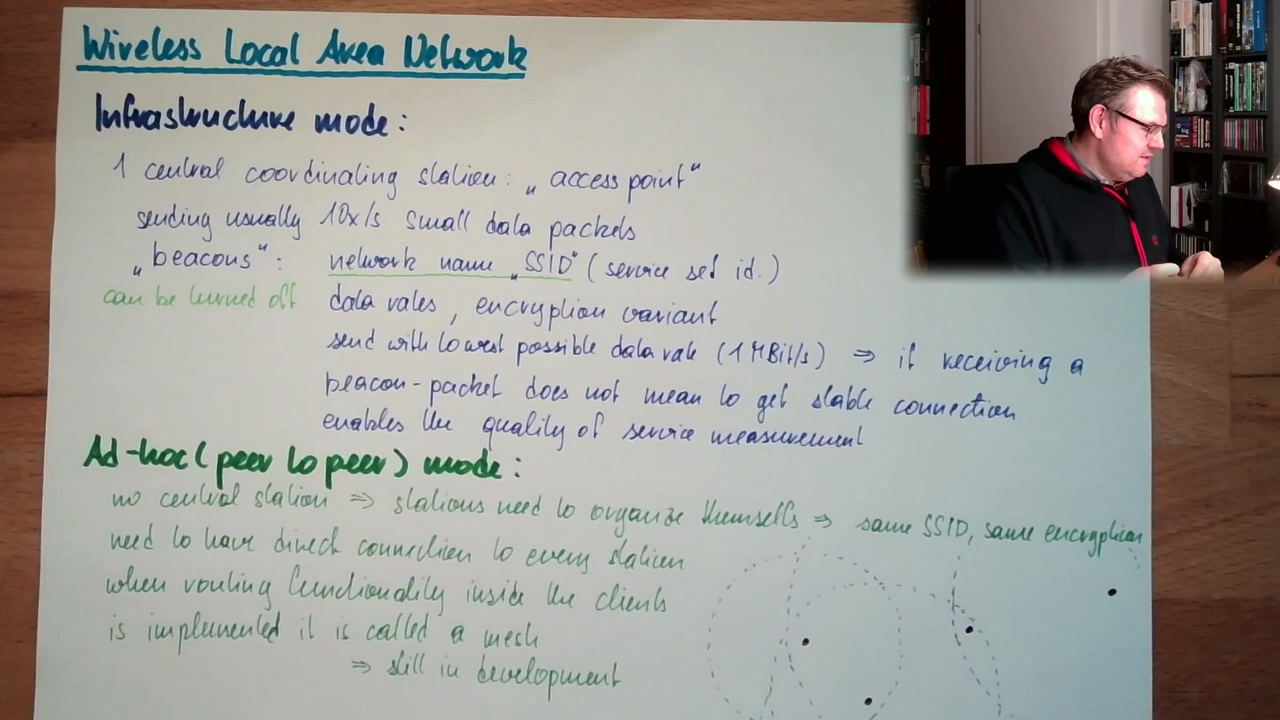 Wireless Local Area Network
Infrastructure mode:
1 central coordinating station: „access point"
sending usually 10x/s small data packets
„beacons": network name „SSID" (service set id.)
can be turned off data rates, encryption variant
send with lowest possible data rate (1 MBit/s) ⇒ if receiving a
beacon-packet does not mean to get stable connection
enables the quality of service measurement
Ad-hoc (peer to peer) mode:
no central station ⇒ stations need to organize themsells ⇒ same SSID, same encryption
need to have direct connection to every station
when routing functionality inside the clients
is implemented it is called a mesh
⇒ still in development